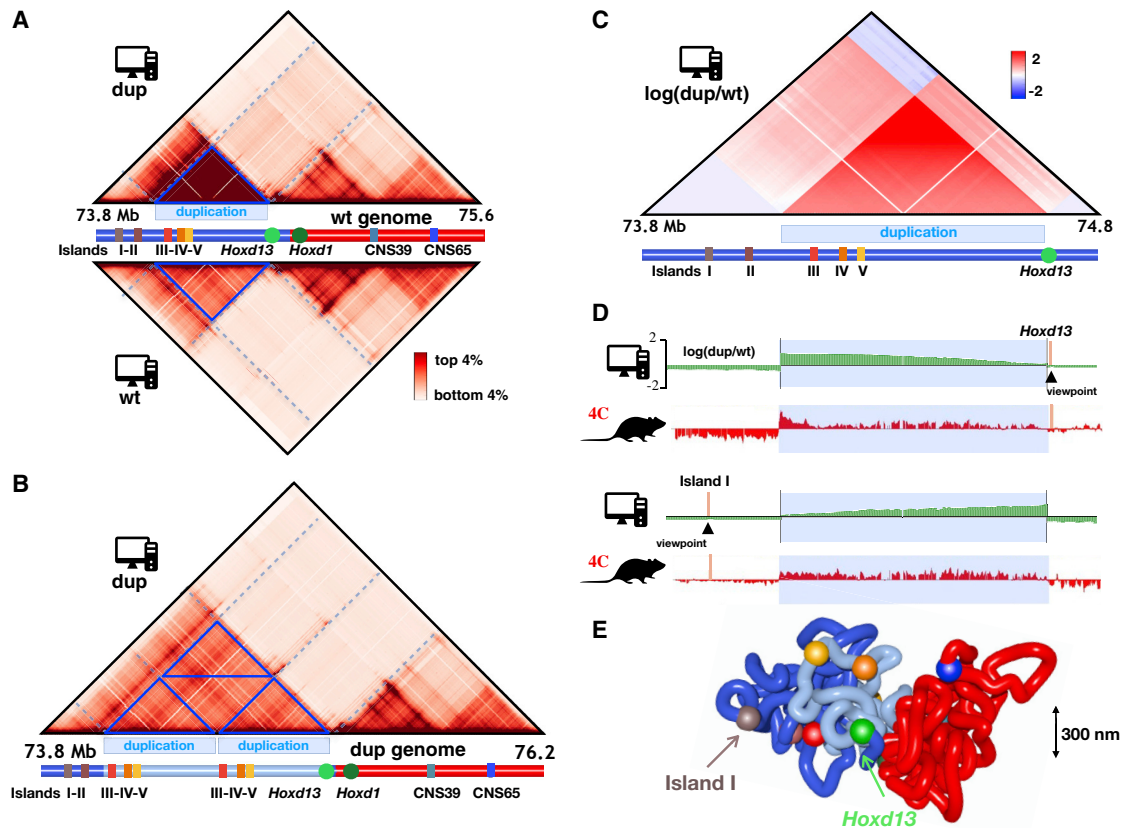 A
dup
73.8 Mb
duplication
wt genome
75.6
Islands I-II III-IV-V Hoxd13 Hoxd1 CNS39 CNS65
wt
top 4%
bottom 4%
B
dup
73.8 Mb
duplication
duplication
dup genome
76.2
Islands I-II III-IV-V III-IV-V Hoxd13 Hoxd1 CNS39 CNS65
C
log(dup/wt)
2
-2
73.8 Mb
74.8
duplication
Islands I II III IV V Hoxd13
D
Hoxd13
2
log(dup/wt)
-2
viewpoint
4C
Island I
viewpoint
4C
E
Island I
Hoxd13
300 nm